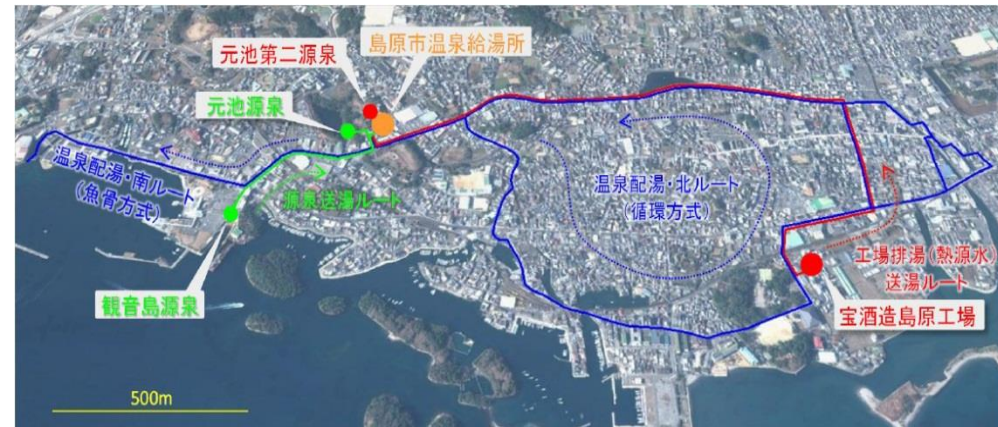 元池第二源泉
島原市温泉給湯所
元池源泉
温泉配湯・南ルート
(魚骨方式)
源泉送湯ルート
温泉配湯・北ルート
(循環方式)
工場排湯(熱源水)
送湯ルート
観音島源泉
宝酒造島原工場
500m